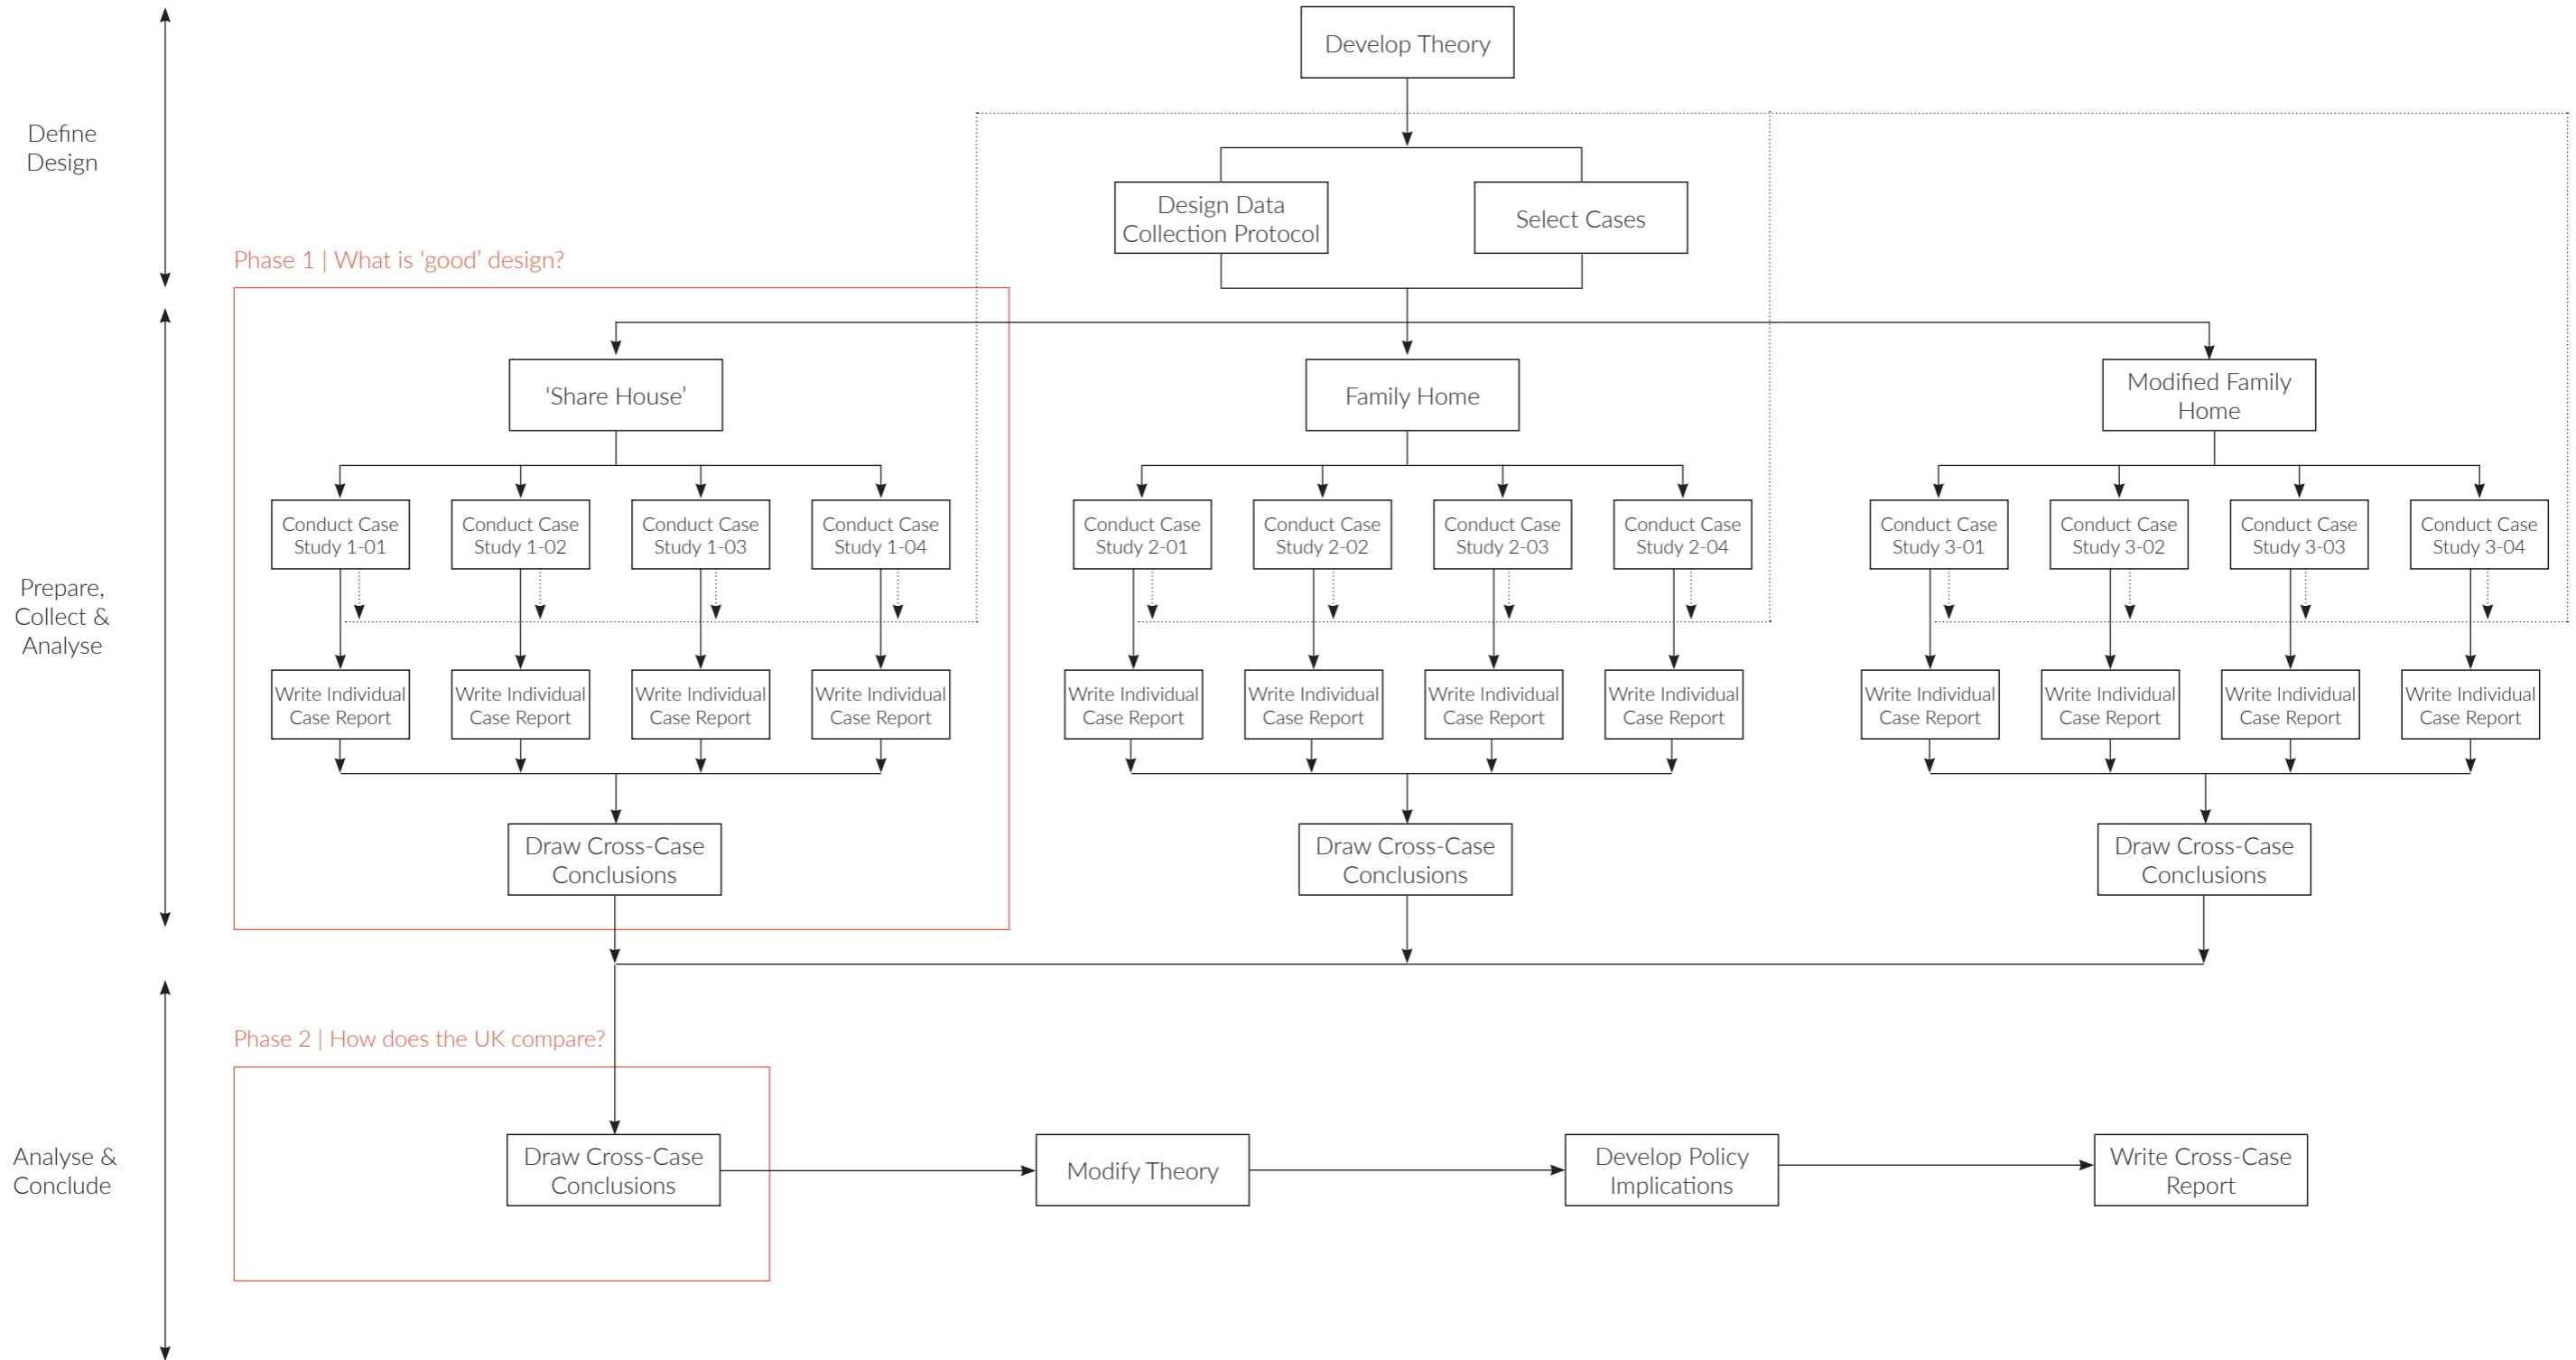 Develop Theory
Define
Design
Design Data
Collection Protocol
Select Cases
Phase 1 | What is ‘good’ design?
‘Share House’
Family Home
Modified Family
Home
Conduct Case
Study 1-01
Conduct Case
Study 1-02
Conduct Case
Study 1-03
Conduct Case
Study 1-04
Conduct Case
Study 2-01
Conduct Case
Study 2-02
Conduct Case
Study 2-03
Conduct Case
Study 2-04
Conduct Case
Study 3-01
Conduct Case
Study 3-02
Conduct Case
Study 3-03
Conduct Case
Study 3-04
Prepare,
Collect &
Analyse
Write Individual
Case Report
Write Individual
Case Report
Write Individual
Case Report
Write Individual
Case Report
Write Individual
Case Report
Write Individual
Case Report
Write Individual
Case Report
Write Individual
Case Report
Write Individual
Case Report
Write Individual
Case Report
Write Individual
Case Report
Write Individual
Case Report
Draw Cross-Case
Conclusions
Draw Cross-Case
Conclusions
Draw Cross-Case
Conclusions
Phase 2 | How does the UK compare?
Analyse &
Conclude
Draw Cross-Case
Conclusions
Modify Theory
Develop Policy
Implications
Write Cross-Case
Report